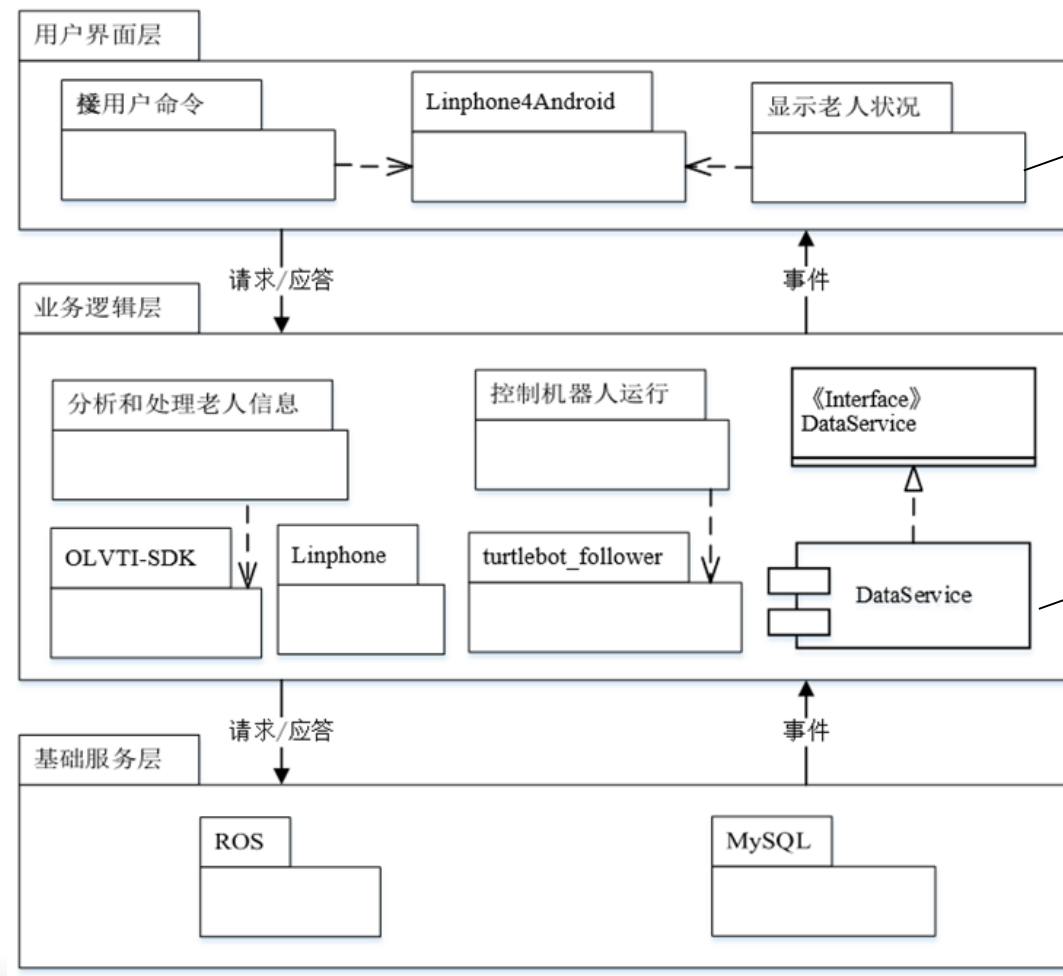 用户界面层
接受用户命令
Linphone4Android
显示老人状况
请求/应答
事件
业务逻辑层
分析和处理老人信息
控制机器人运行
《Interface》
DataService
OLVTI-SDK
Linphone
turtlebot_follower
DataService
请求/应答
事件
基础服务层
ROS
MySQL